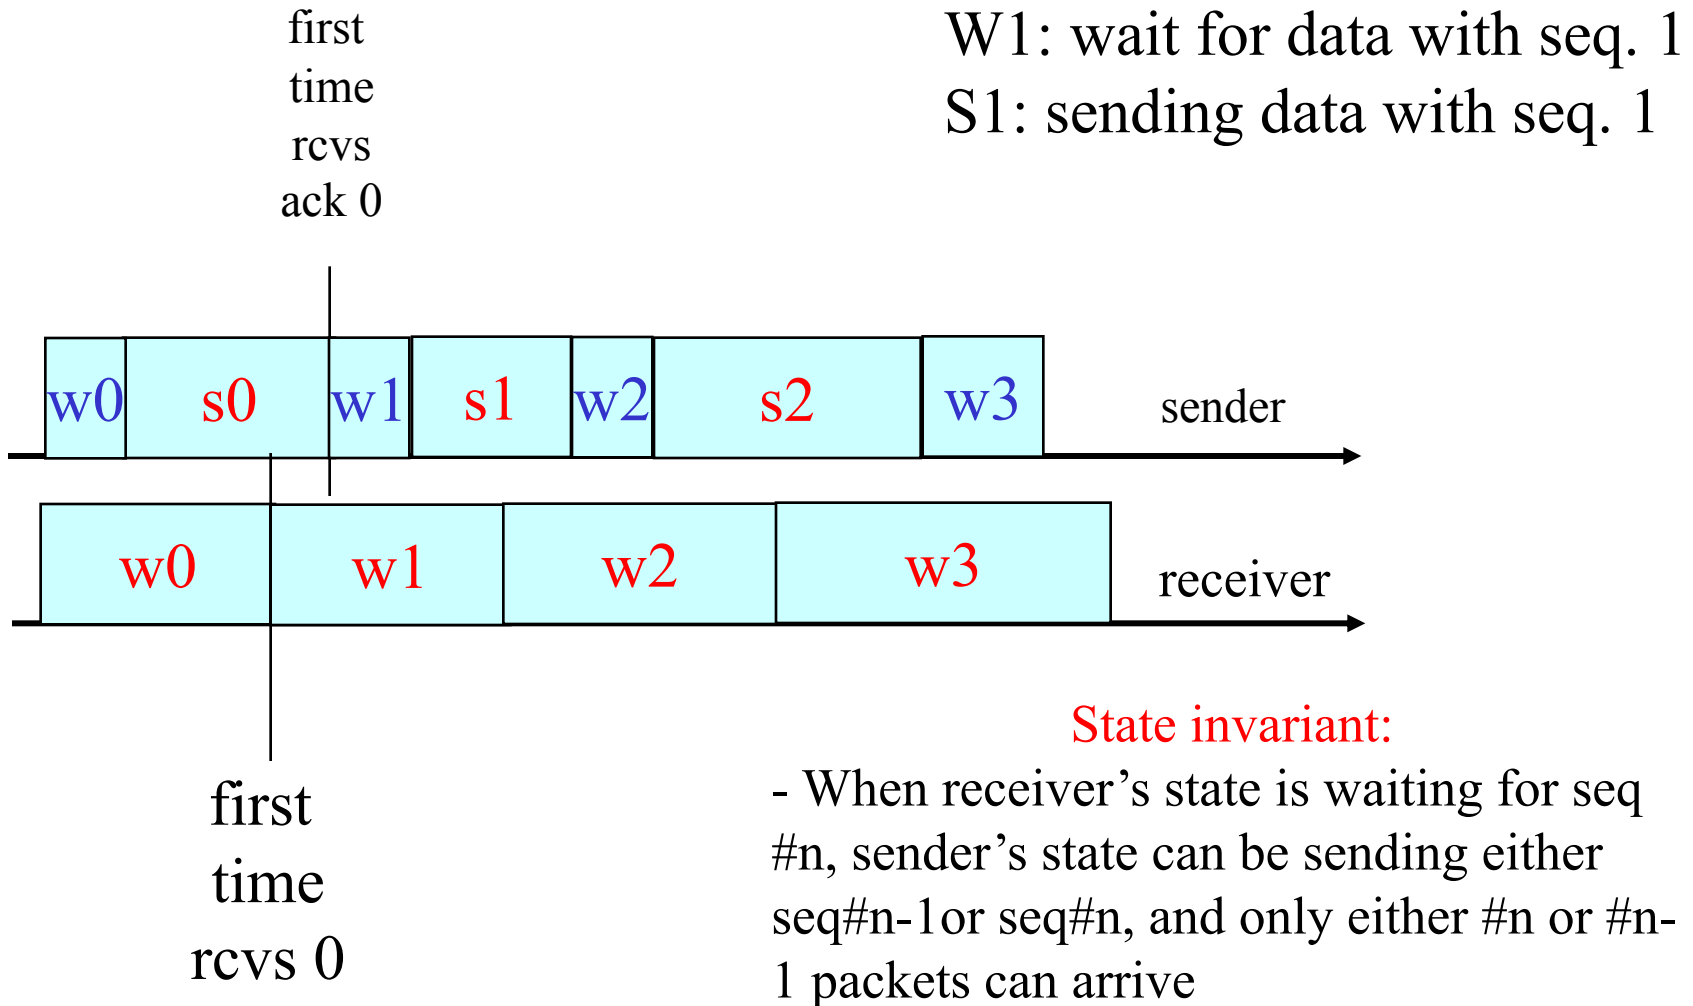 first
time
rcvs
ack 0
W1: wait for data with seq. 1
S1: sending data with seq. 1
w0 s0 w1 s1 w2 s2 w3 sender
w0 w1 w2 w3 receiver
first
time
rcvs 0
State invariant:
- When receiver’s state is waiting for seq
#n, sender’s state can be sending either
seq#n-1or seq#n, and only either #n or #n-
1 packets can arrive